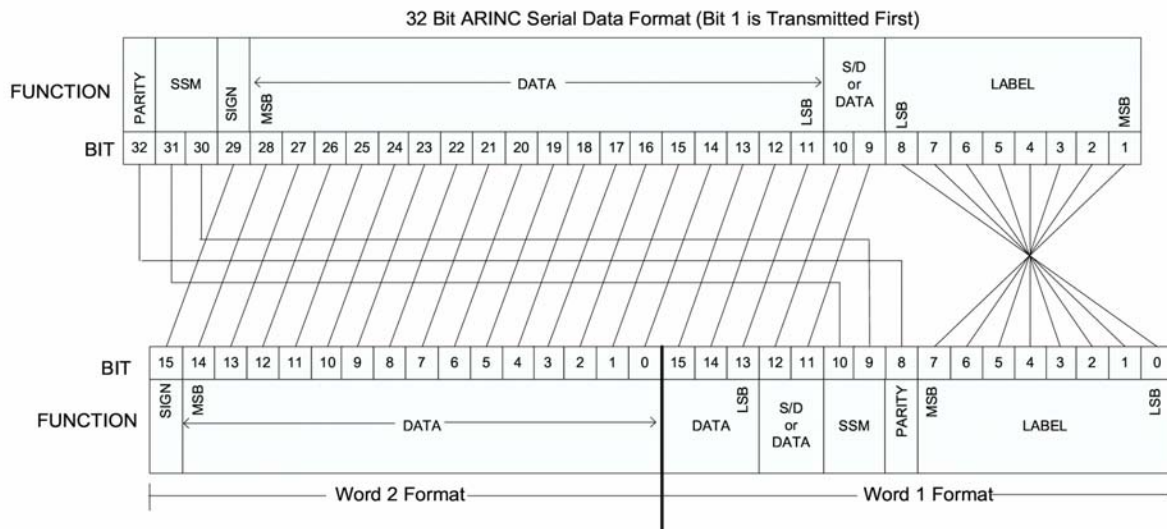 32 Bit ARINC Serial Data Format (Bit 1 is Transmitted First)
FUNCTION
PARITY
SSM
SIGN
MSB
DATA
LSB
S/D
or
DATA
LSB
LABEL
MSB
BIT
32 31 30 29 28 27 26 25 24 23 22 21 20 19 18 17 16 15 14 13 12 11 10 9 8 7 6 5 4 3 2 1
BIT
15 14 13 12 11 10 9 8 7 6 5 4 3 2 1 0 15 14 13 12 11 10 9 8 7 6 5 4 3 2 1 0
FUNCTION
SIGN
MSB
DATA
DATA
LSB
S/D
or
DATA
SSM
PARITY
MSB
LABEL
LSB
Word 2 Format
Word 1 Format